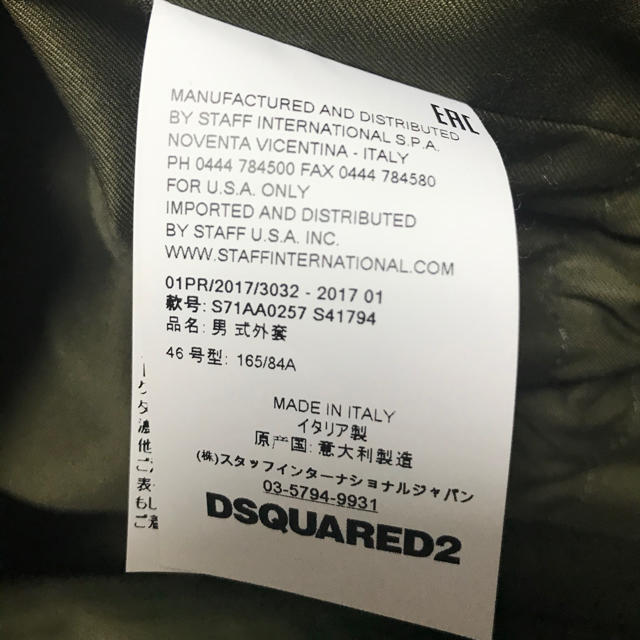 EAC
MANUFACTURED AND DISTRIBUTED
BY STAFF INTERNATIONAL S.P.A.
NOVENTA VICENTINA - ITALY
PH 0444 784500 FAX 0444 784580
FOR U.S.A. ONLY
IMPORTED AND DISTRIBUTED
BY STAFF U.S.A. INC.
WWW.STAFFINTERNATIONAL.COM
01PR/2017/3032 - 2017 01
款号: S71AA0257 S41794
品名: 男 式外套
46 号型: 165/84A
MADE IN ITALY
イタリア製
原产国: 意大利製造
(株)スタッフインターナショナルジャパン
03-5794-9931
DSQUARED2